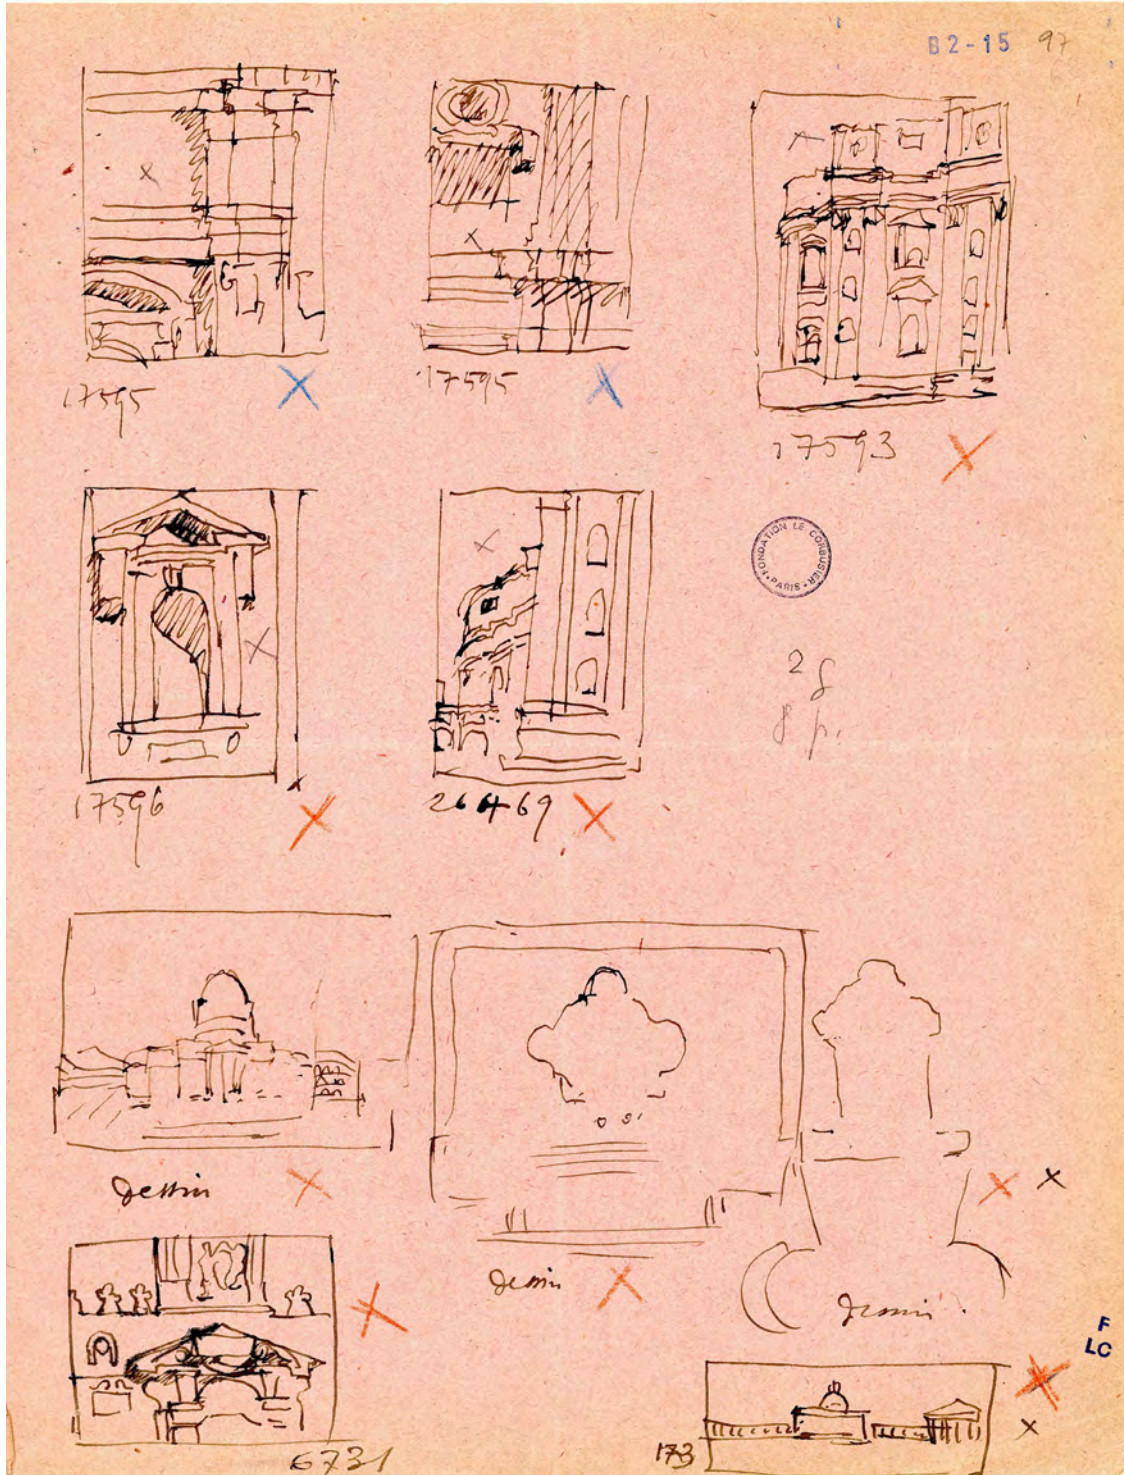 B2-15 97
17595
17595
17593
17596
26469
FONDATION LE CORBUSIER
• PARIS •
2 f
8 p.
dessin
dessin
dessin
F
LC
6731
173